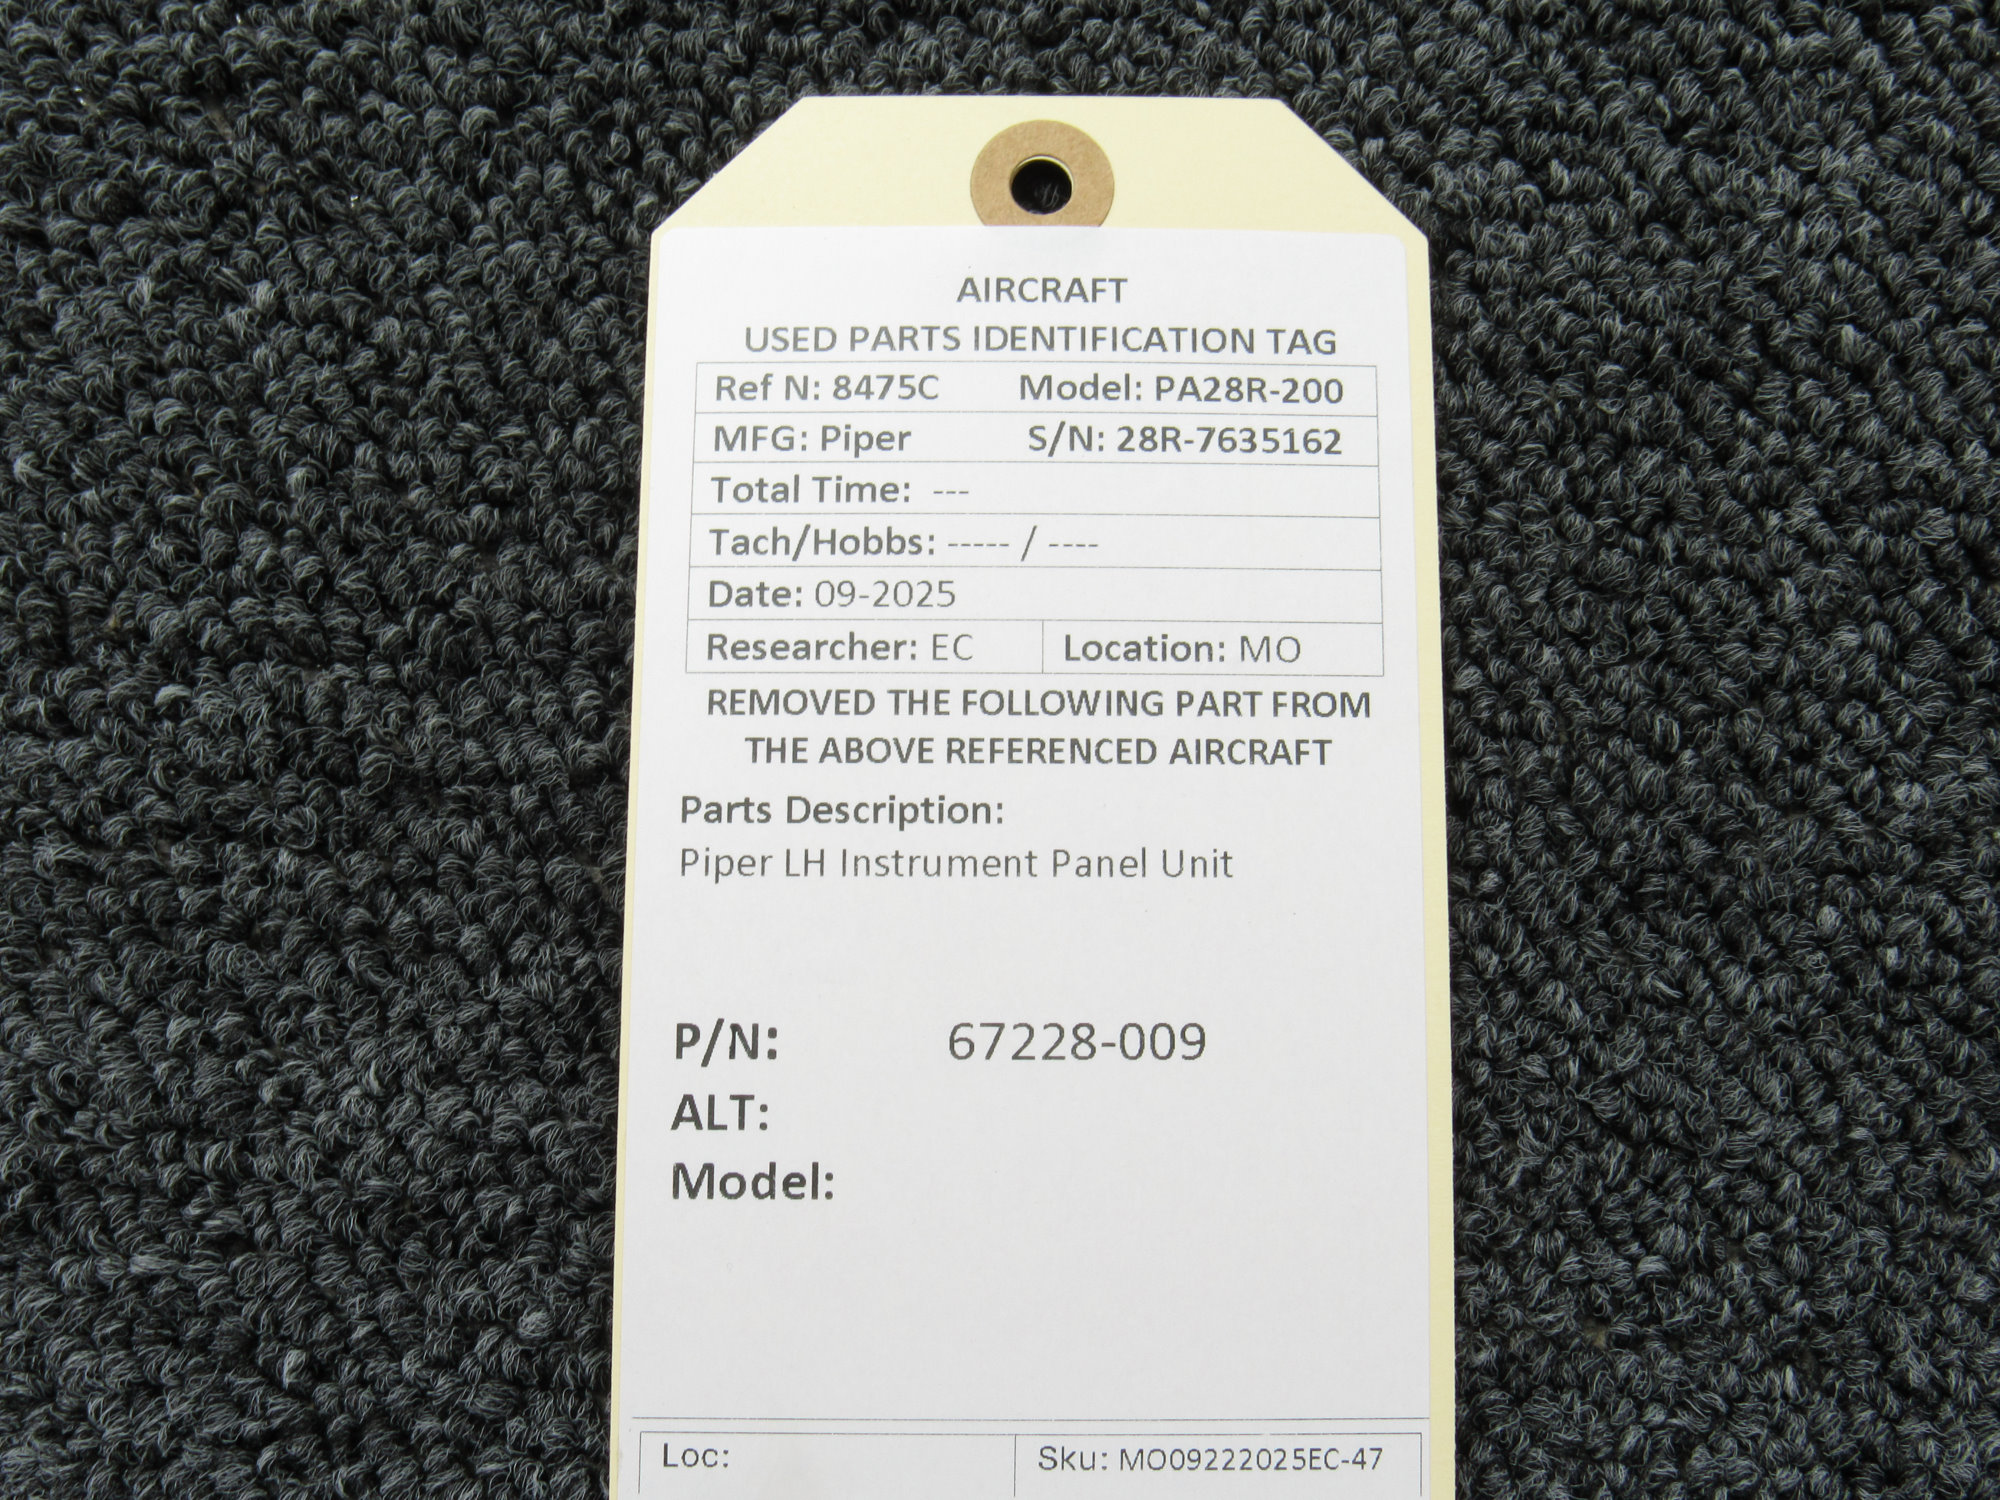 AIRCRAFT
USED PARTS IDENTIFICATION TAG
Ref N: 8475C Model: PA28R-200
MFG: Piper S/N: 28R-7635162
Total Time: ---
Tach/Hobbs: ----- / ----
Date: 09-2025
Researcher: EC Location: MO
REMOVED THE FOLLOWING PART FROM
THE ABOVE REFERENCED AIRCRAFT
Parts Description:
Piper LH Instrument Panel Unit
P/N: 67228-009
ALT:
Model:
Loc: Sku: MO09222025EC-47